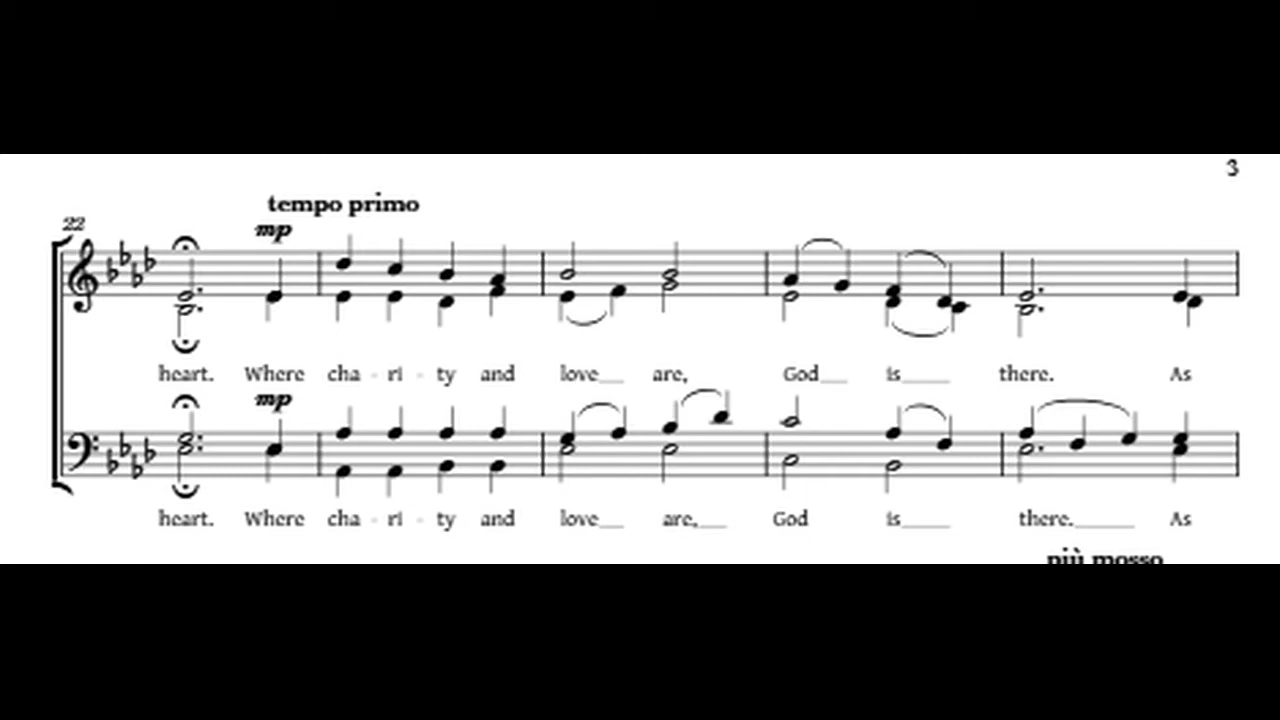 3
tempo primo
22
mp
heart. Where cha - ri - ty and love__ are, God__ is____ there. As
mp
heart. Where cha - ri - ty and love__ are,__ God is____ there.____ As
più mosso